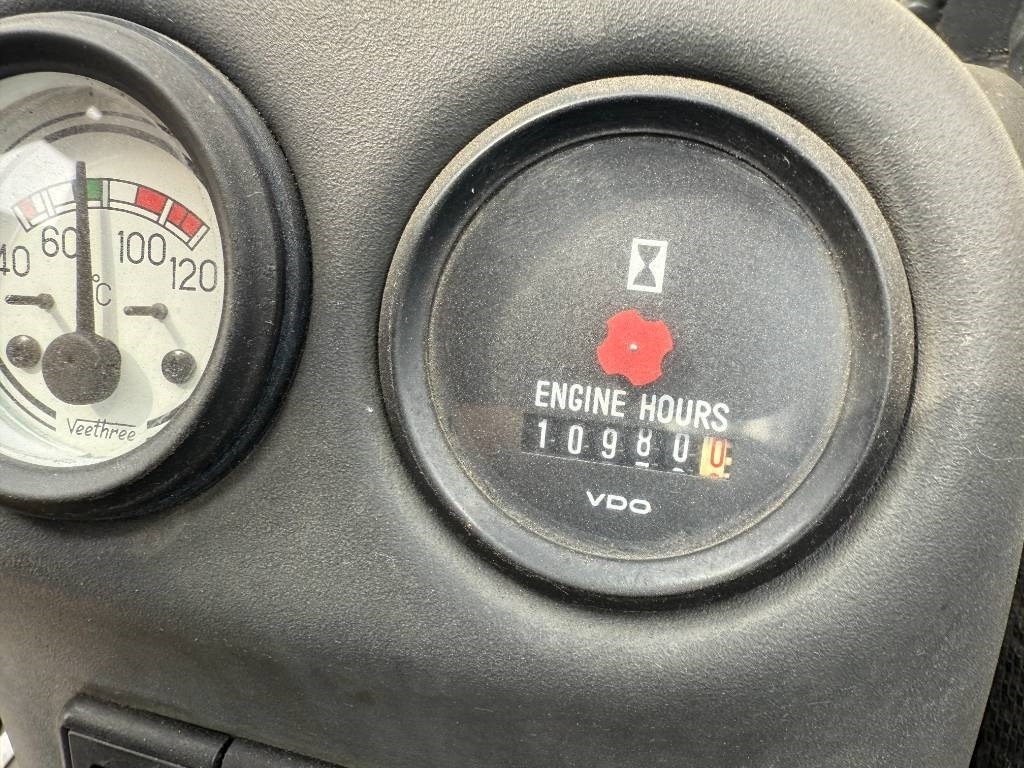 40 60 100 120
°C
Veethree
ENGINE HOURS
109800
VDO